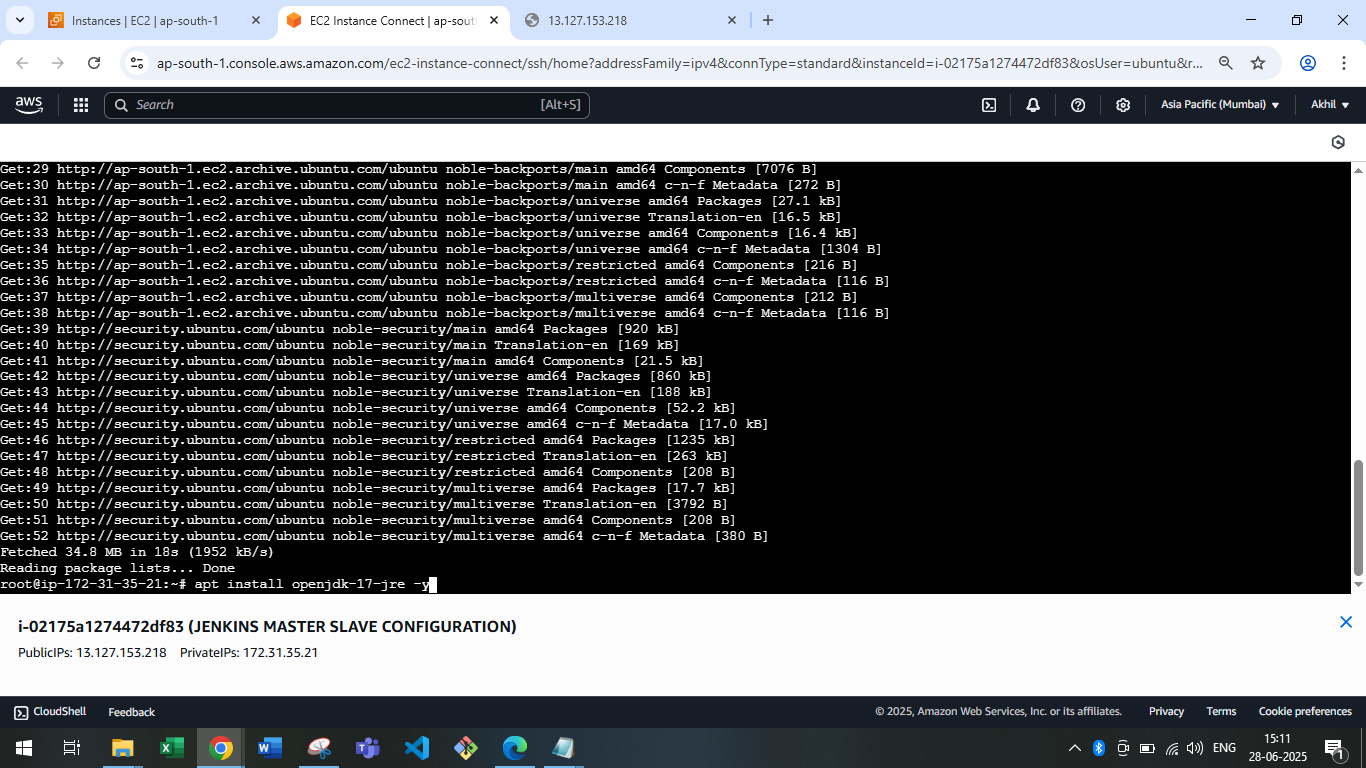 Instances | EC2 | ap-south-1
EC2 Instance Connect | ap-sout
13.127.153.218
ap-south-1.console.aws.amazon.com/ec2-instance-connect/ssh/home?addressFamily=ipv4&connType=standard&instanceId=i-02175a1274472df83&osUser=ubuntu&r...
aws
Search
[Alt+S]
Asia Pacific (Mumbai)
Akhil
Get:29 http://ap-south-1.ec2.archive.ubuntu.com/ubuntu noble-backports/main amd64 Components [7076 B]
Get:30 http://ap-south-1.ec2.archive.ubuntu.com/ubuntu noble-backports/main amd64 c-n-f Metadata [272 B]
Get:31 http://ap-south-1.ec2.archive.ubuntu.com/ubuntu noble-backports/universe amd64 Packages [27.1 kB]
Get:32 http://ap-south-1.ec2.archive.ubuntu.com/ubuntu noble-backports/universe Translation-en [16.5 kB]
Get:33 http://ap-south-1.ec2.archive.ubuntu.com/ubuntu noble-backports/universe amd64 Components [16.4 kB]
Get:34 http://ap-south-1.ec2.archive.ubuntu.com/ubuntu noble-backports/universe amd64 c-n-f Metadata [1304 B]
Get:35 http://ap-south-1.ec2.archive.ubuntu.com/ubuntu noble-backports/restricted amd64 Components [216 B]
Get:36 http://ap-south-1.ec2.archive.ubuntu.com/ubuntu noble-backports/restricted amd64 c-n-f Metadata [116 B]
Get:37 http://ap-south-1.ec2.archive.ubuntu.com/ubuntu noble-backports/multiverse amd64 Components [212 B]
Get:38 http://ap-south-1.ec2.archive.ubuntu.com/ubuntu noble-backports/multiverse amd64 c-n-f Metadata [116 B]
Get:39 http://security.ubuntu.com/ubuntu noble-security/main amd64 Packages [920 kB]
Get:40 http://security.ubuntu.com/ubuntu noble-security/main Translation-en [169 kB]
Get:41 http://security.ubuntu.com/ubuntu noble-security/main amd64 Components [21.5 kB]
Get:42 http://security.ubuntu.com/ubuntu noble-security/universe amd64 Packages [860 kB]
Get:43 http://security.ubuntu.com/ubuntu noble-security/universe Translation-en [188 kB]
Get:44 http://security.ubuntu.com/ubuntu noble-security/universe amd64 Components [52.2 kB]
Get:45 http://security.ubuntu.com/ubuntu noble-security/universe amd64 c-n-f Metadata [17.0 kB]
Get:46 http://security.ubuntu.com/ubuntu noble-security/restricted amd64 Packages [1235 kB]
Get:47 http://security.ubuntu.com/ubuntu noble-security/restricted Translation-en [263 kB]
Get:48 http://security.ubuntu.com/ubuntu noble-security/restricted amd64 Components [208 B]
Get:49 http://security.ubuntu.com/ubuntu noble-security/multiverse amd64 Packages [17.7 kB]
Get:50 http://security.ubuntu.com/ubuntu noble-security/multiverse Translation-en [3792 B]
Get:51 http://security.ubuntu.com/ubuntu noble-security/multiverse amd64 Components [208 B]
Get:52 http://security.ubuntu.com/ubuntu noble-security/multiverse amd64 c-n-f Metadata [380 B]
Fetched 34.8 MB in 18s (1952 kB/s)
Reading package lists... Done
root@ip-172-31-35-21:~# apt install openjdk-17-jre -y
i-02175a1274472df83 (JENKINS MASTER SLAVE CONFIGURATION)
PublicIPs: 13.127.153.218 PrivateIPs: 172.31.35.21
CloudShell
Feedback
© 2025, Amazon Web Services, Inc. or its affiliates.
Privacy
Terms
Cookie preferences
ENG
15:11
28-06-2025
1